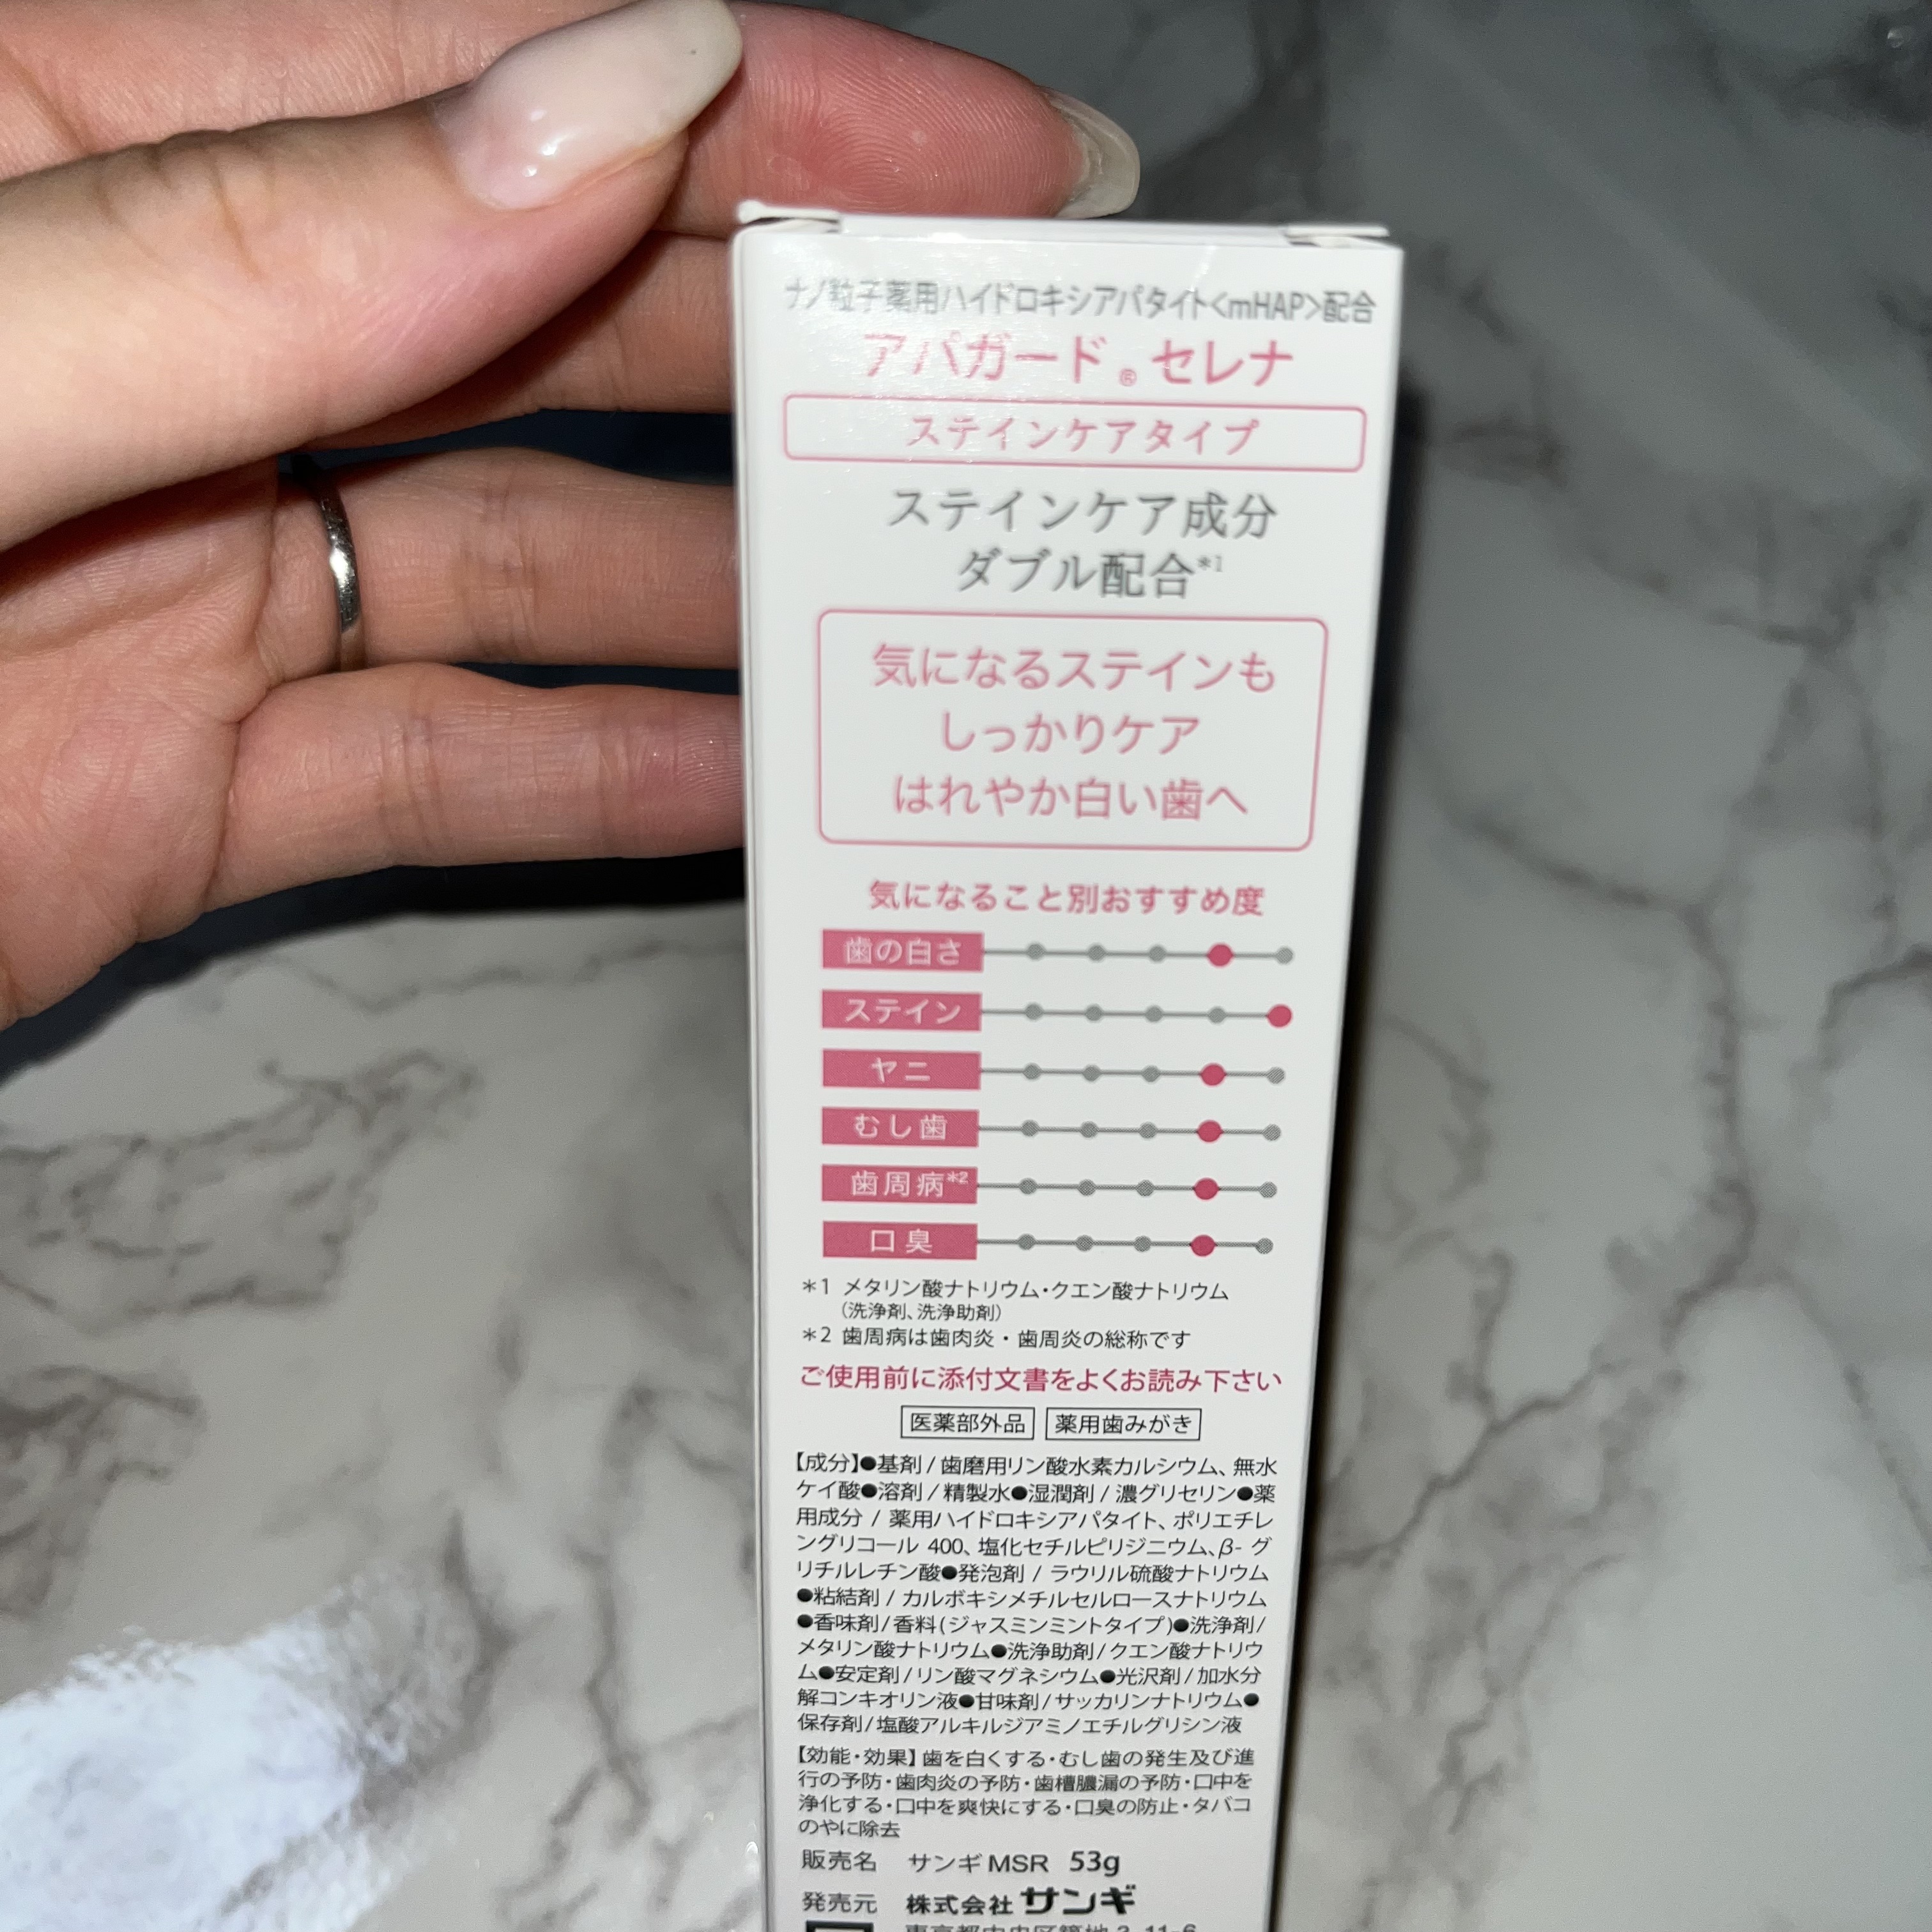 ナノ粒子薬用ハイドロキシアパタイト<mHAP>配合
アパガード®セレナ
ステインケアタイプ
ステインケア成分
ダブル配合*1
気になるステインも
しっかりケア
はれやか白い歯へ
気になること別おすすめ度
歯の白さ
ステイン
ヤニ
むし歯
歯周病*2
口臭
*1 メタリン酸ナトリウム・クエン酸ナトリウム
(洗浄剤、洗浄助剤)
*2 歯周病は歯肉炎・歯周炎の総称です
ご使用前に添付文書をよくお読み下さい
医薬部外品 薬用歯みがき
【成分】●基剤/歯磨用リン酸水素カルシウム、無水
ケイ酸●溶剤/精製水●湿潤剤/濃グリセリン●薬
用成分/薬用ハイドロキシアパタイト、ポリエチレ
ングリコール 400、塩化セチルピリジニウム、β-グ
リチルレチン酸●発泡剤/ラウリル硫酸ナトリウム
●粘結剤/カルボキシメチルセルロースナトリウム
●香味剤/香料(ジャスミンミントタイプ)●洗浄剤/
メタリン酸ナトリウム●洗浄助剤/クエン酸ナトリウ
ム●安定剤/リン酸マグネシウム●光沢剤/加水分
解コンキオリン液●甘味剤/サッカリンナトリウム●
保存剤/塩酸アルキルジアミノエチルグリシン液
【効能・効果】歯を白くする・むし歯の発生及び進
行の予防・歯肉炎の予防・歯槽膿漏の予防・口中を
浄化する・口中を爽快にする・口臭の防止・タバコ
のやに除去
販売名 サンギMSR 53g
発売元 株式会社サンギ
東京都中央区築地 3-11-6